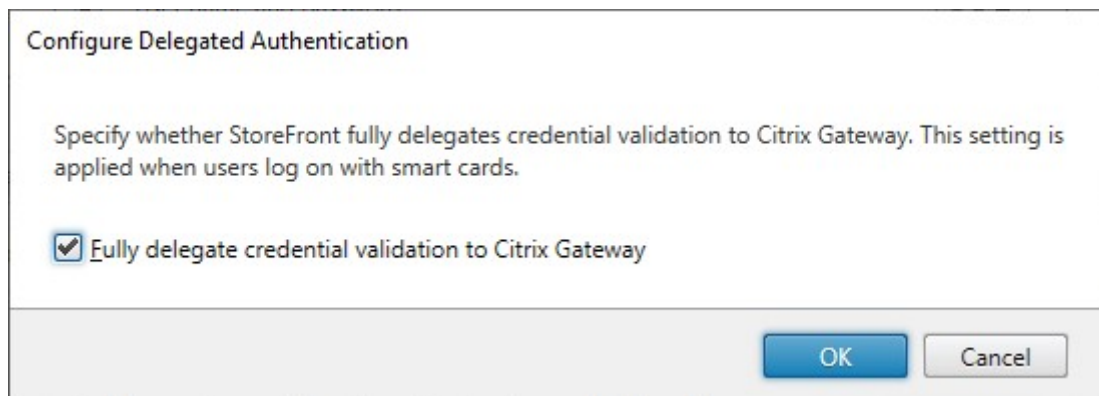 Configure Delegated Authentication
Specify whether StoreFront fully delegates credential validation to Citrix Gateway. This setting is
applied when users log on with smart cards.
Fully delegate credential validation to Citrix Gateway
OK
Cancel